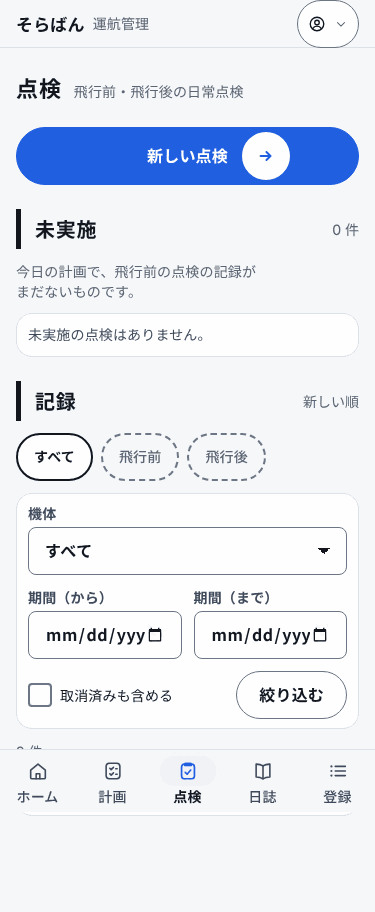 そらばん 運航管理
点検 飛行前・飛行後の日常点検
新しい点検
未実施 0 件
今日の計画で、飛行前の点検の記録が
まだないものです。
未実施の点検はありません。
記録 新しい順
すべて 飛行前 飛行後
機体
すべて
期間（から） 期間（まで）
mm/dd/yyy mm/dd/yyy
取消済みも含める 絞り込む
ホーム 計画 点検 日誌 登録